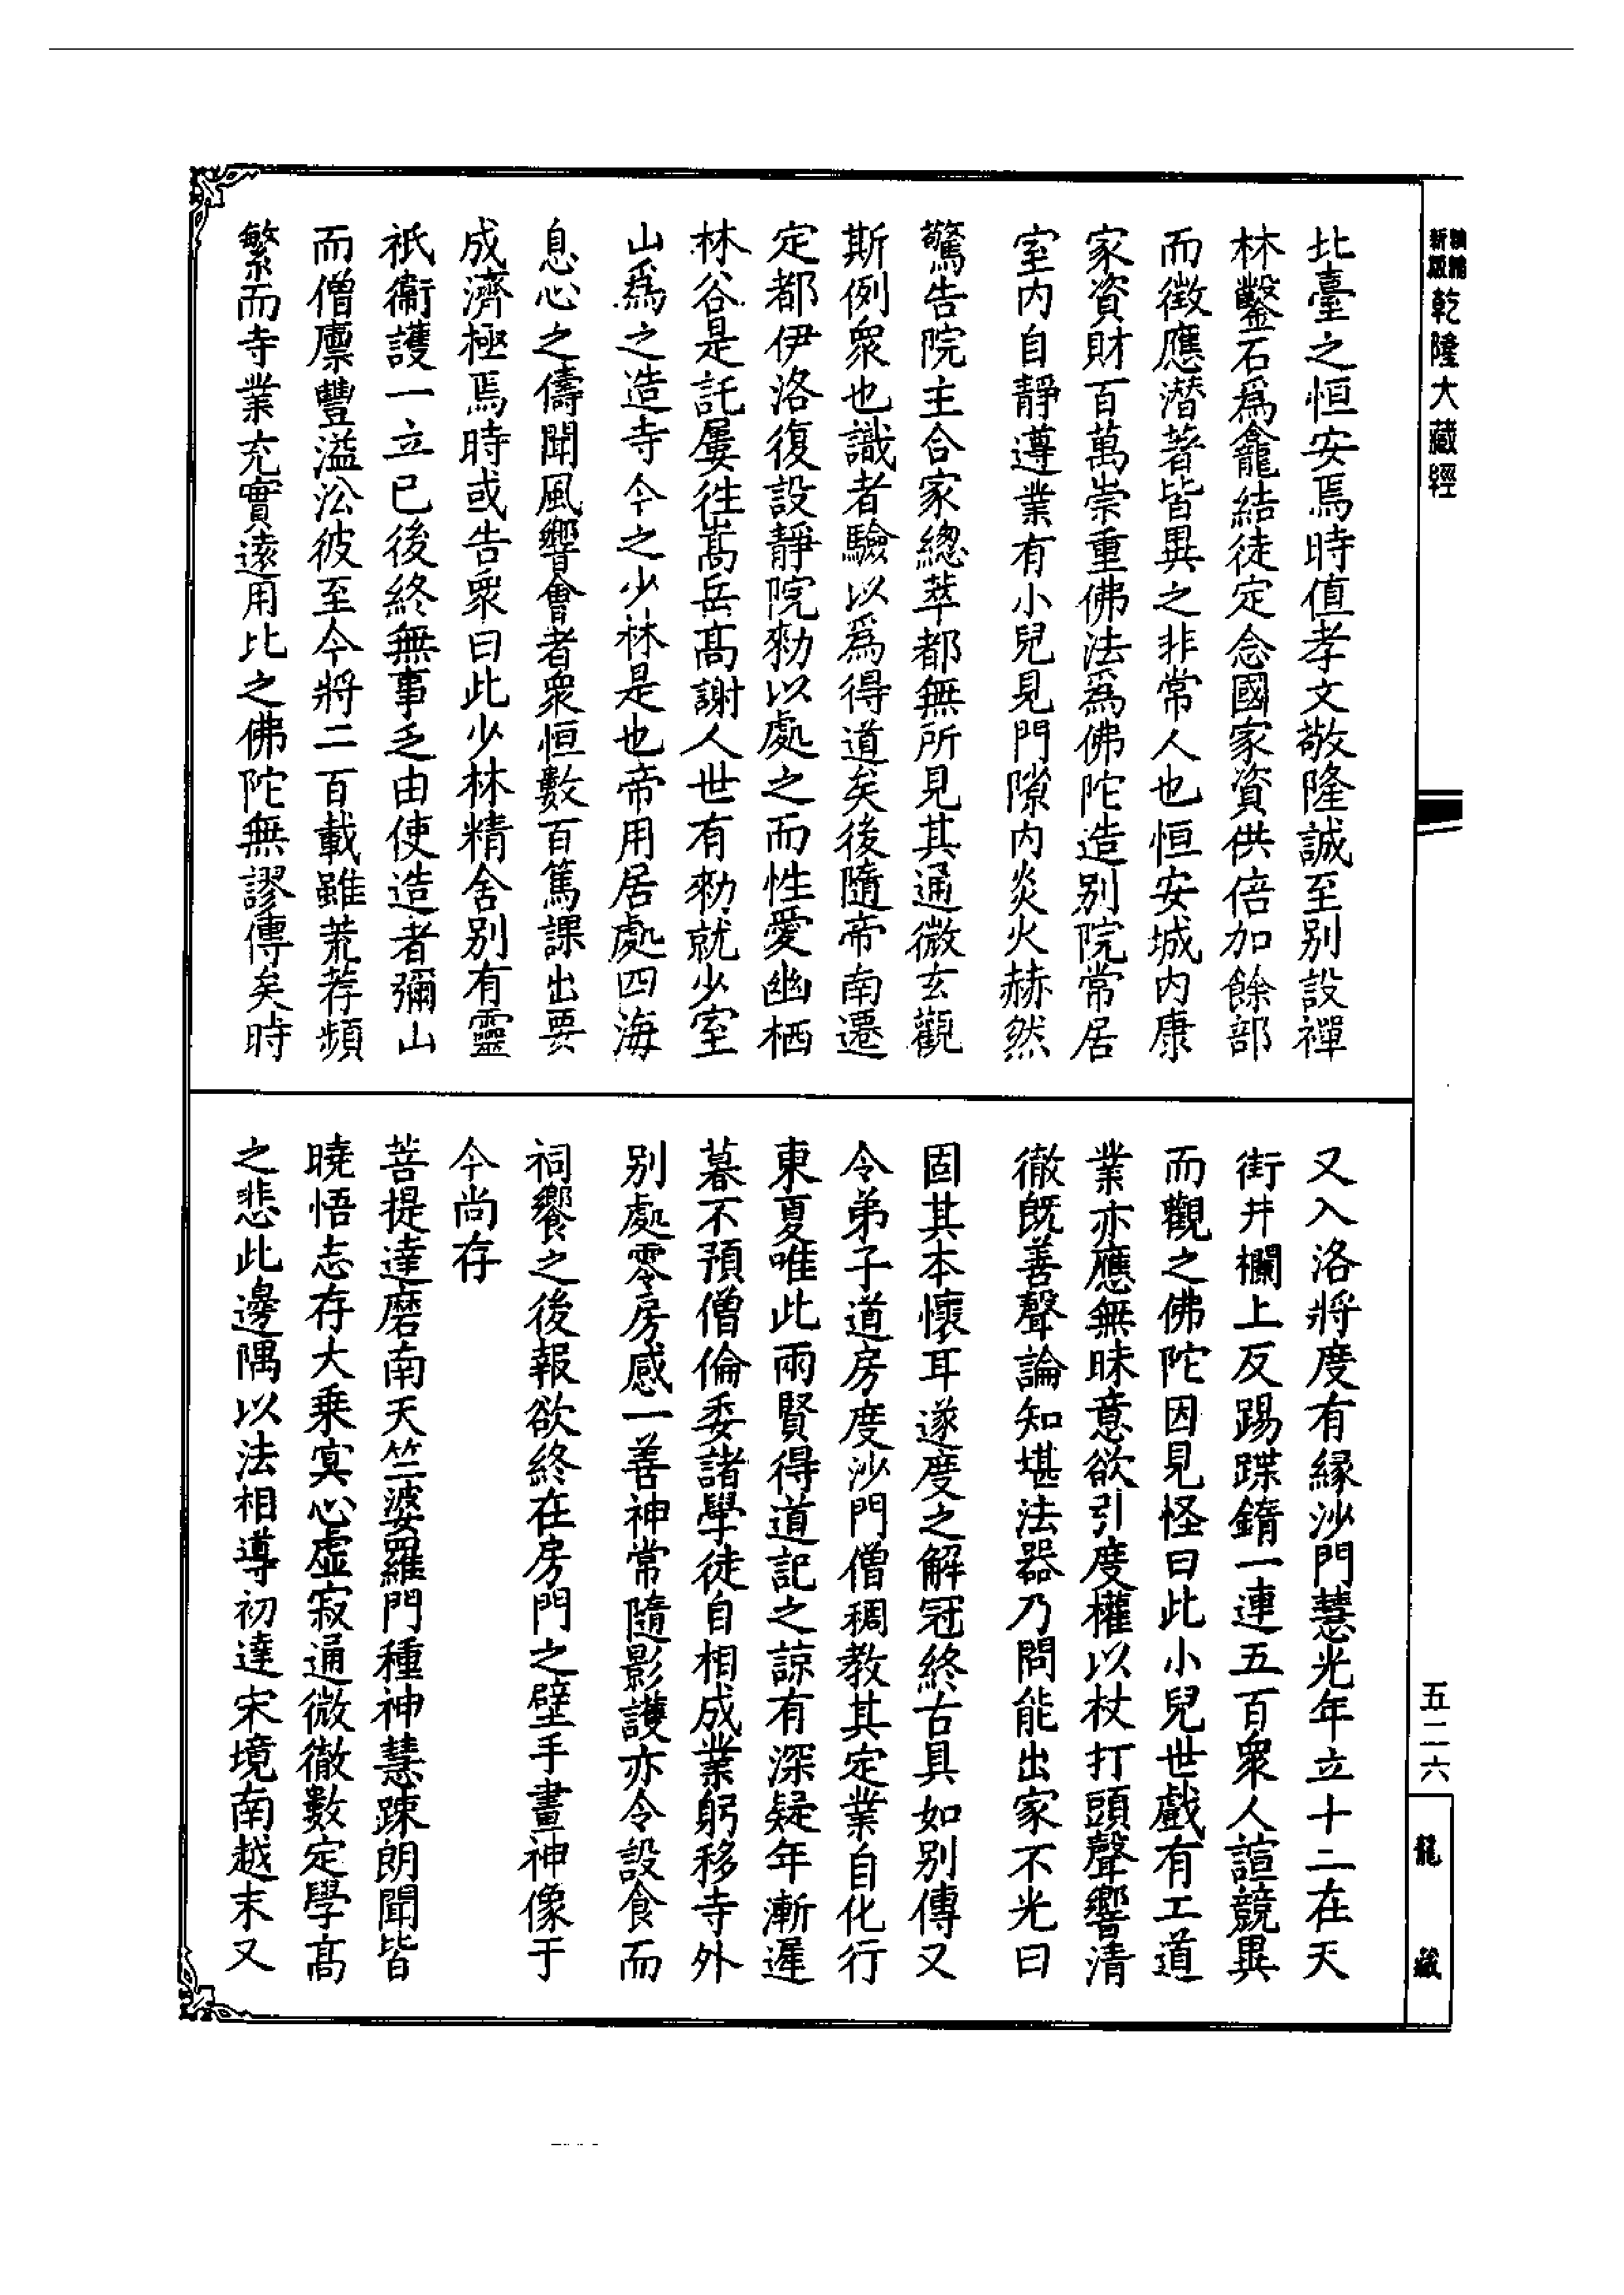 乾隆大藏經
北臺之恒安焉時值孝文敬隆誠至別設禪
林鑿石爲龕結徒定念國家資供倍加餘部
而徵應潛著皆異之非常人也恒安城內康
家資財百萬崇重佛法爲佛陀造別院常居
室內自靜遵業有小兒見門隙內炎火赫然
驚告院主合家總萃都無所見其通微玄觀
斯例衆也識者驗以爲得道矣後隨帝南遷
定都伊洛復設靜院勑以處之而性愛幽栖
林谷是託屢往嵩岳高謝人世有勑就少室
山爲之造寺今之少林是也帝用居處四海
息心之儔聞風響會者衆恒數百篤課出要
成濟極焉時或告衆曰此少林精舍別有靈
祇衞護一立已後終無事乏由使造者彌山
而僧廩豐溢沿彼至今將二百載雖荒荐頻
繁而寺業充實遠用比之佛陀無謬傳矣時
又入洛將度有緣沙門慧光年立十二在天
街井欄上反踢蹀鐫一連五百衆人諠競異
而觀之佛陀因見怪曰此小兒世戲有工道
業亦應無昧意欲引度權以杖打頭聲響清
徹旣善聲論知堪法器乃問能出家不光曰
固其本懷耳遂度之解冠終古具如別傳又
令弟子道房度沙門僧稠教其定業自化行
東夏唯此兩賢得道記之諒有深疑年漸遲
暮不預僧倫委諸學徒自相成業躬移寺外
別處零房感一善神常隨影護亦令設食而
祠饗之後報欲終在房門之壁手畫神像于
今尚存
菩提達磨南天竺婆羅門種神慧踈朗聞皆
曉悟志存大乘冥心虛寂通微徹數定學高
之悲此邊隅以法相導初達宋境南越末又
五二六
龍藏